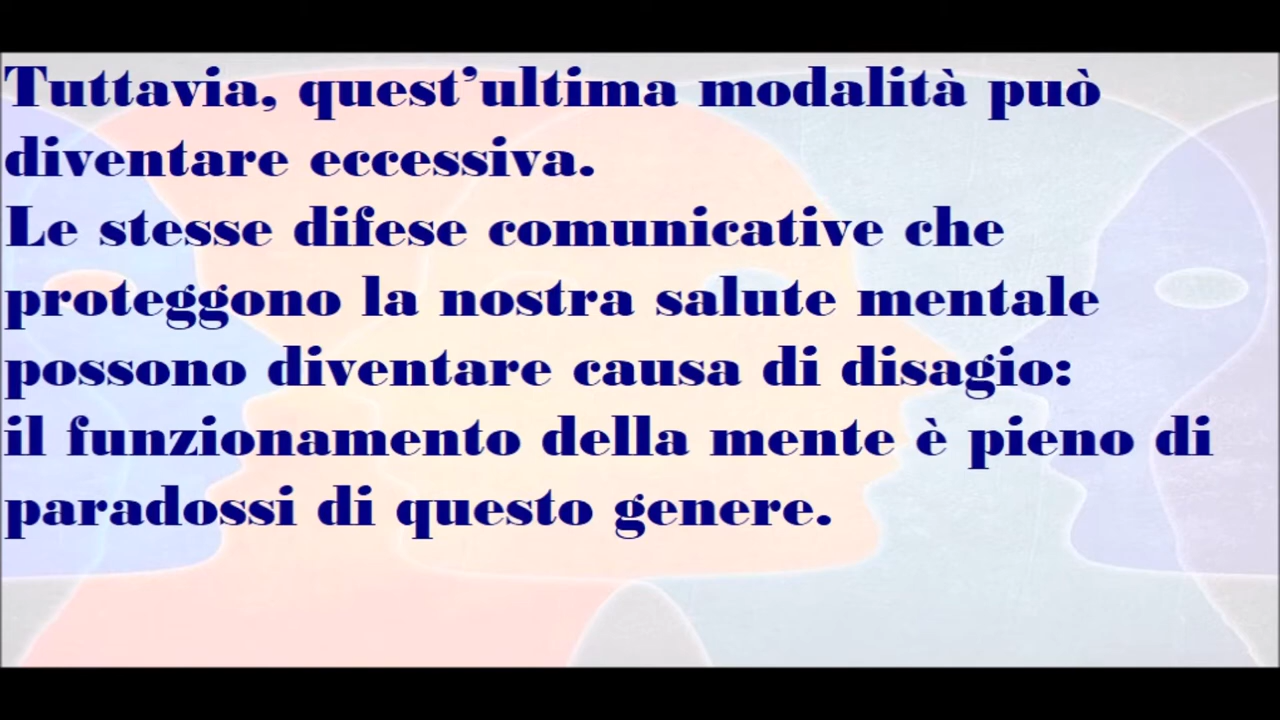 Tuttavia, quest’ultima modalità può
diventare eccessiva.
Le stesse difese comunicative che
proteggono la nostra salute mentale
possono diventare causa di disagio:
il funzionamento della mente è pieno di
paradossi di questo genere.